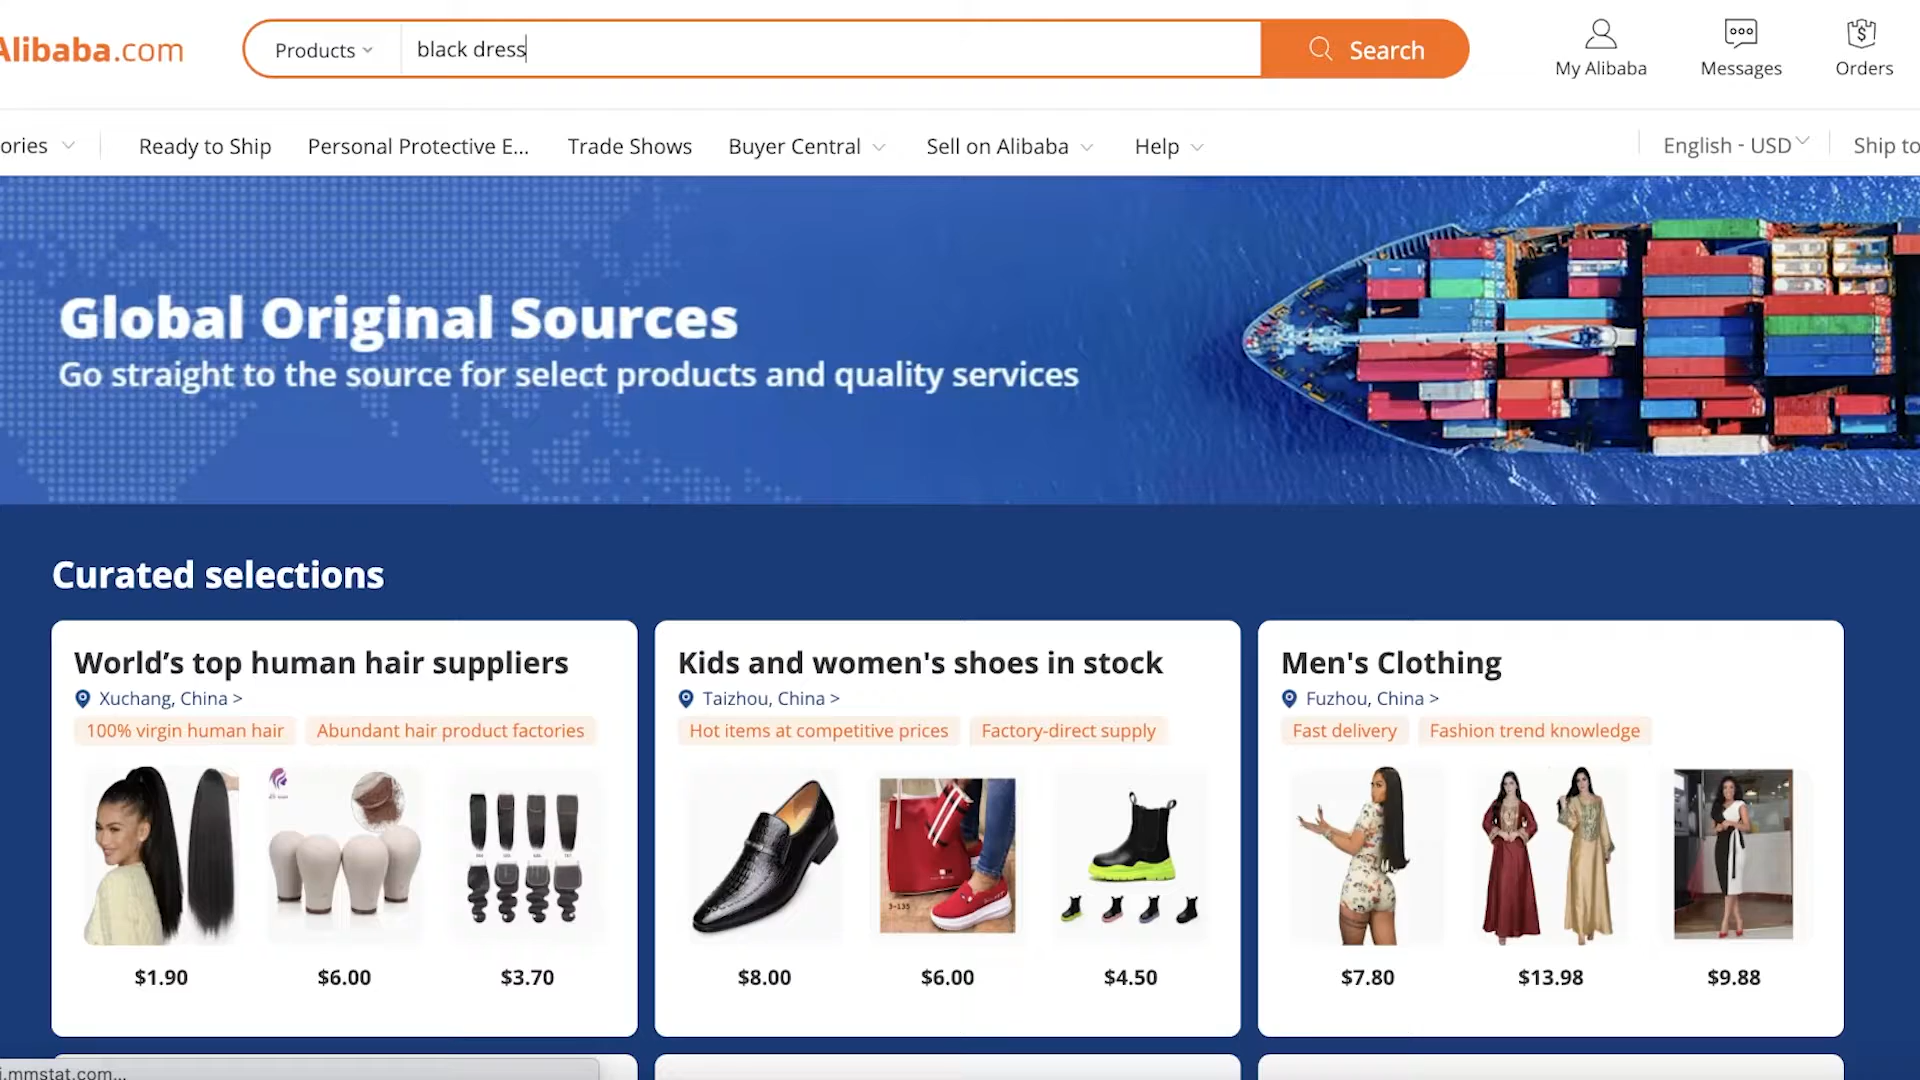 Alibaba.com
Products
black dress
Search
My Alibaba
Messages
Orders
ories
Ready to Ship
Personal Protective E...
Trade Shows
Buyer Central
Sell on Alibaba
Help
English - USD
Ship to
Global Original Sources
Go straight to the source for select products and quality services
Curated selections
World’s top human hair suppliers
Xuchang, China >
100% virgin human hair
Abundant hair product factories
$1.90
$6.00
$3.70
Kids and women's shoes in stock
Taizhou, China >
Hot items at competitive prices
Factory-direct supply
3-135
$8.00
$6.00
$4.50
Men's Clothing
Fuzhou, China >
Fast delivery
Fashion trend knowledge
$7.80
$13.98
$9.88
i.mmstat.com...